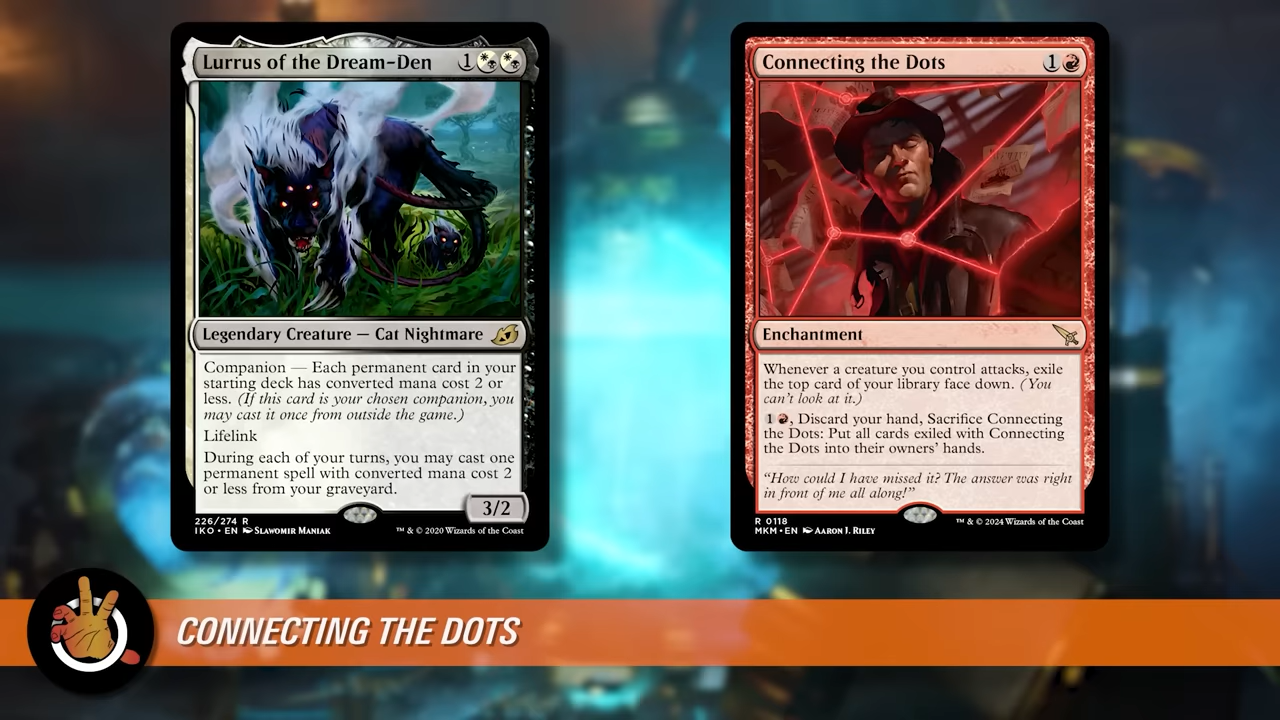 Lurrus of the Dream-Den 1
Legendary Creature — Cat Nightmare
Companion — Each permanent card in your
starting deck has converted mana cost 2 or
less. (If this card is your chosen companion, you
may cast it once from outside the game.)
Lifelink
During each of your turns, you may cast one
permanent spell with converted mana cost 2
or less from your graveyard.
3/2
226/274 R
IKO • EN Slawomir Maniak ™ & © 2020 Wizards of the Coast
Connecting the Dots 1
Enchantment
Whenever a creature you control attacks, exile
the top card of your library face down. (You
can't look at it.)
1, Discard your hand, Sacrifice Connecting
the Dots: Put all cards exiled with Connecting
the Dots into their owners' hands.
“How could I have missed it? The answer was right
in front of me all along!”
R 0118
MKM • EN Aaron J. Riley ™ & © 2024 Wizards of the Coast
CONNECTING THE DOTS